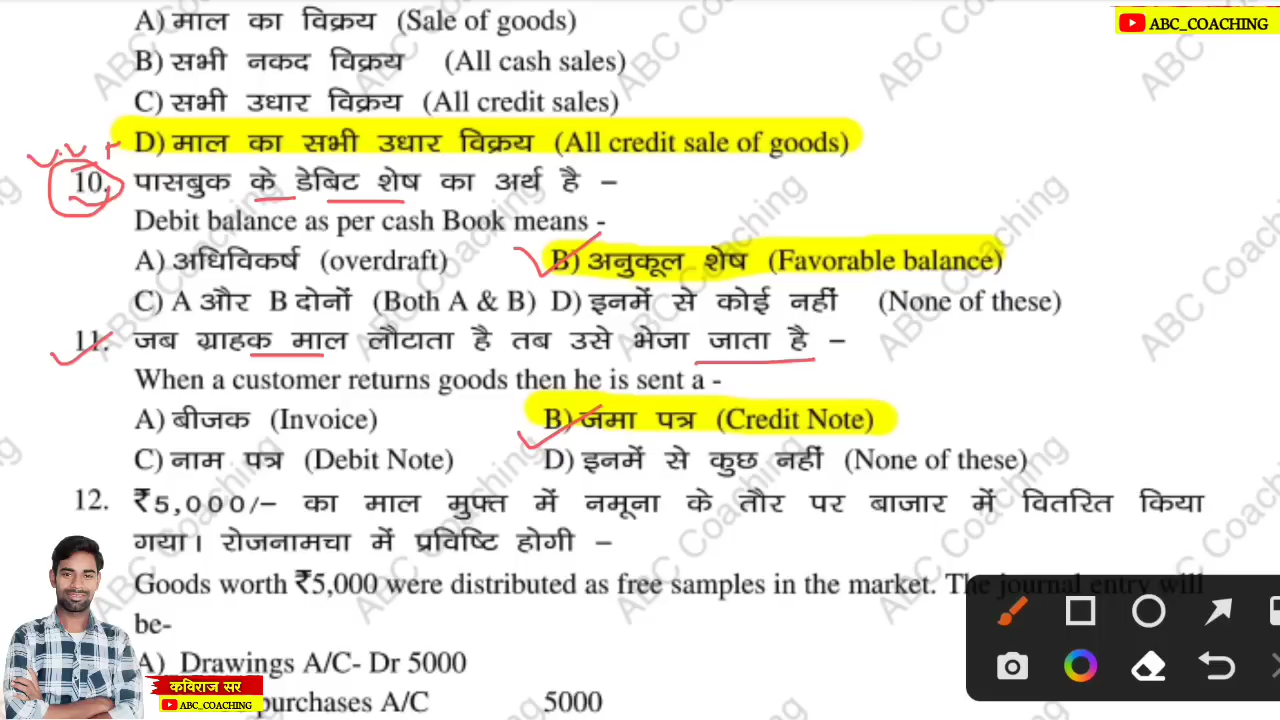 ABC_COACHING
A) माल का विक्रय (Sale of goods)
B) सभी नकद विक्रय (All cash sales)
C) सभी उधार विक्रय (All credit sales)
D) माल का सभी उधार विक्रय (All credit sale of goods)
10. पासबुक के डेबिट शेष का अर्थ है –
Debit balance as per cash Book means -
A) अधिविकर्ष (overdraft) B) अनुकूल शेष (Favorable balance)
C) A और B दोनों (Both A & B) D) इनमें से कोई नहीं (None of these)
11. जब ग्राहक माल लौटाता है तब उसे भेजा जाता है –
When a customer returns goods then he is sent a -
A) बीजक (Invoice) B) जमा पत्र (Credit Note)
C) नाम पत्र (Debit Note) D) इनमें से कुछ नहीं (None of these)
12. ₹5,000/– का माल मुफ्त में नमूना के तौर पर बाजार में वितरित किया
गया। रोजनामचा में प्रविष्टि होगी –
Goods worth ₹5,000 were distributed as free samples in the market. The journal entry will
be-
A) Drawings A/C- Dr 5000
purchases A/C 5000
कविराज सर
ABC_COACHING
ABC Coaching